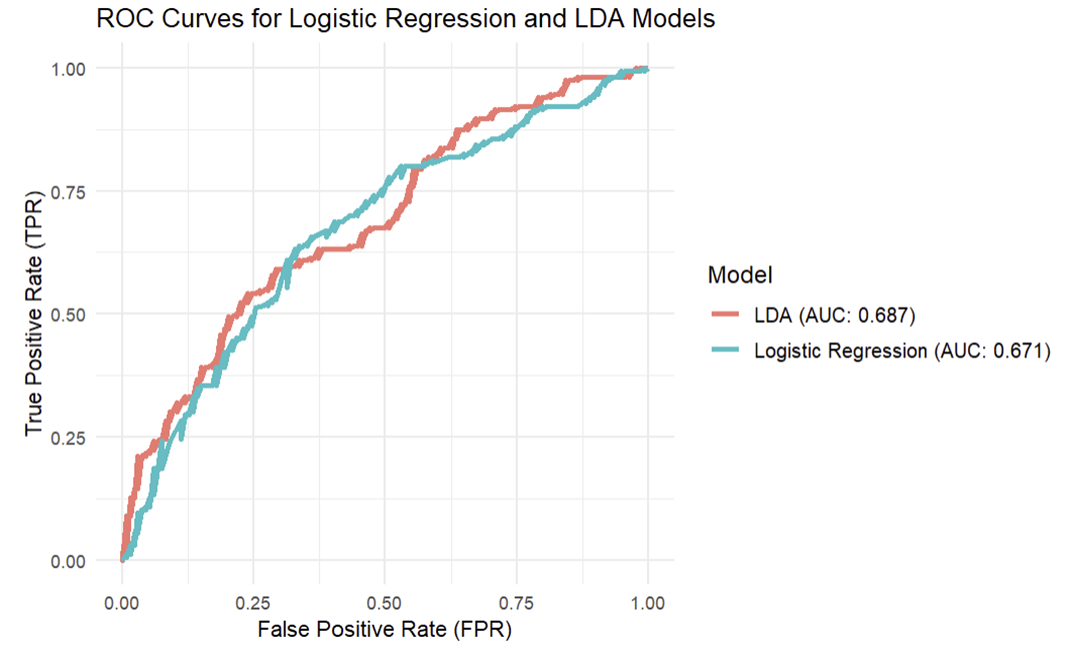 ROC Curves for Logistic Regression and LDA Models
True Positive Rate (TPR)
1.00
0.75
0.50
0.25
0.00
0.00 0.25 0.50 0.75 1.00
False Positive Rate (FPR)
Model
LDA (AUC: 0.687)
Logistic Regression (AUC: 0.671)